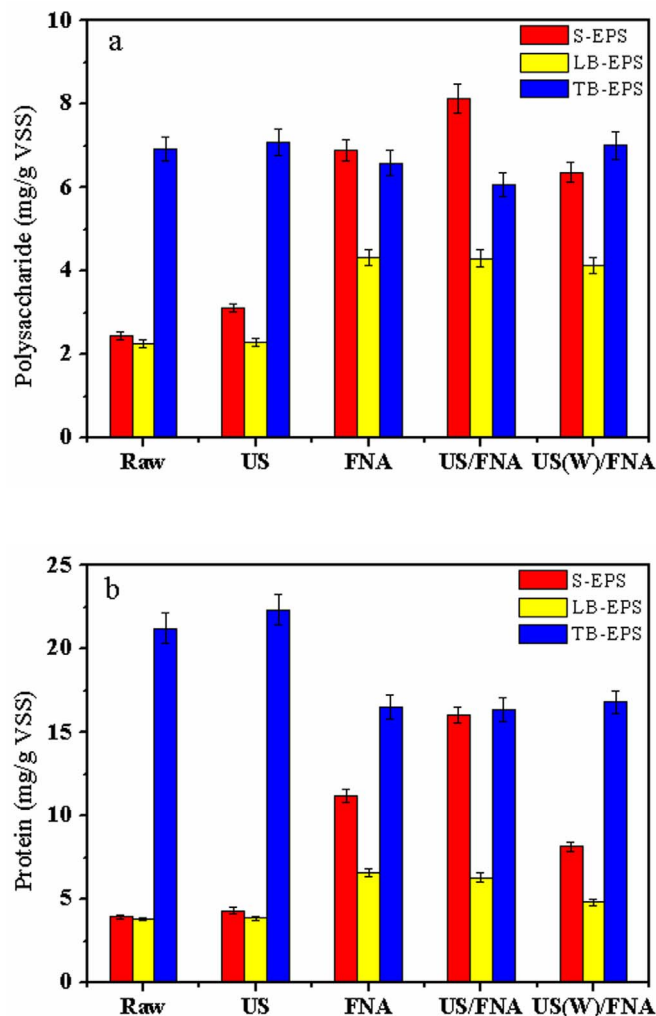 a
S-EPS
LB-EPS
TB-EPS
Polysaccharide (mg/g VSS)
10
8
6
4
2
0
Raw US FNA US/FNA US(W)/FNA
b
S-EPS
LB-EPS
TB-EPS
Protein (mg/g VSS)
25
20
15
10
5
0
Raw US FNA US/FNA US(W)/FNA